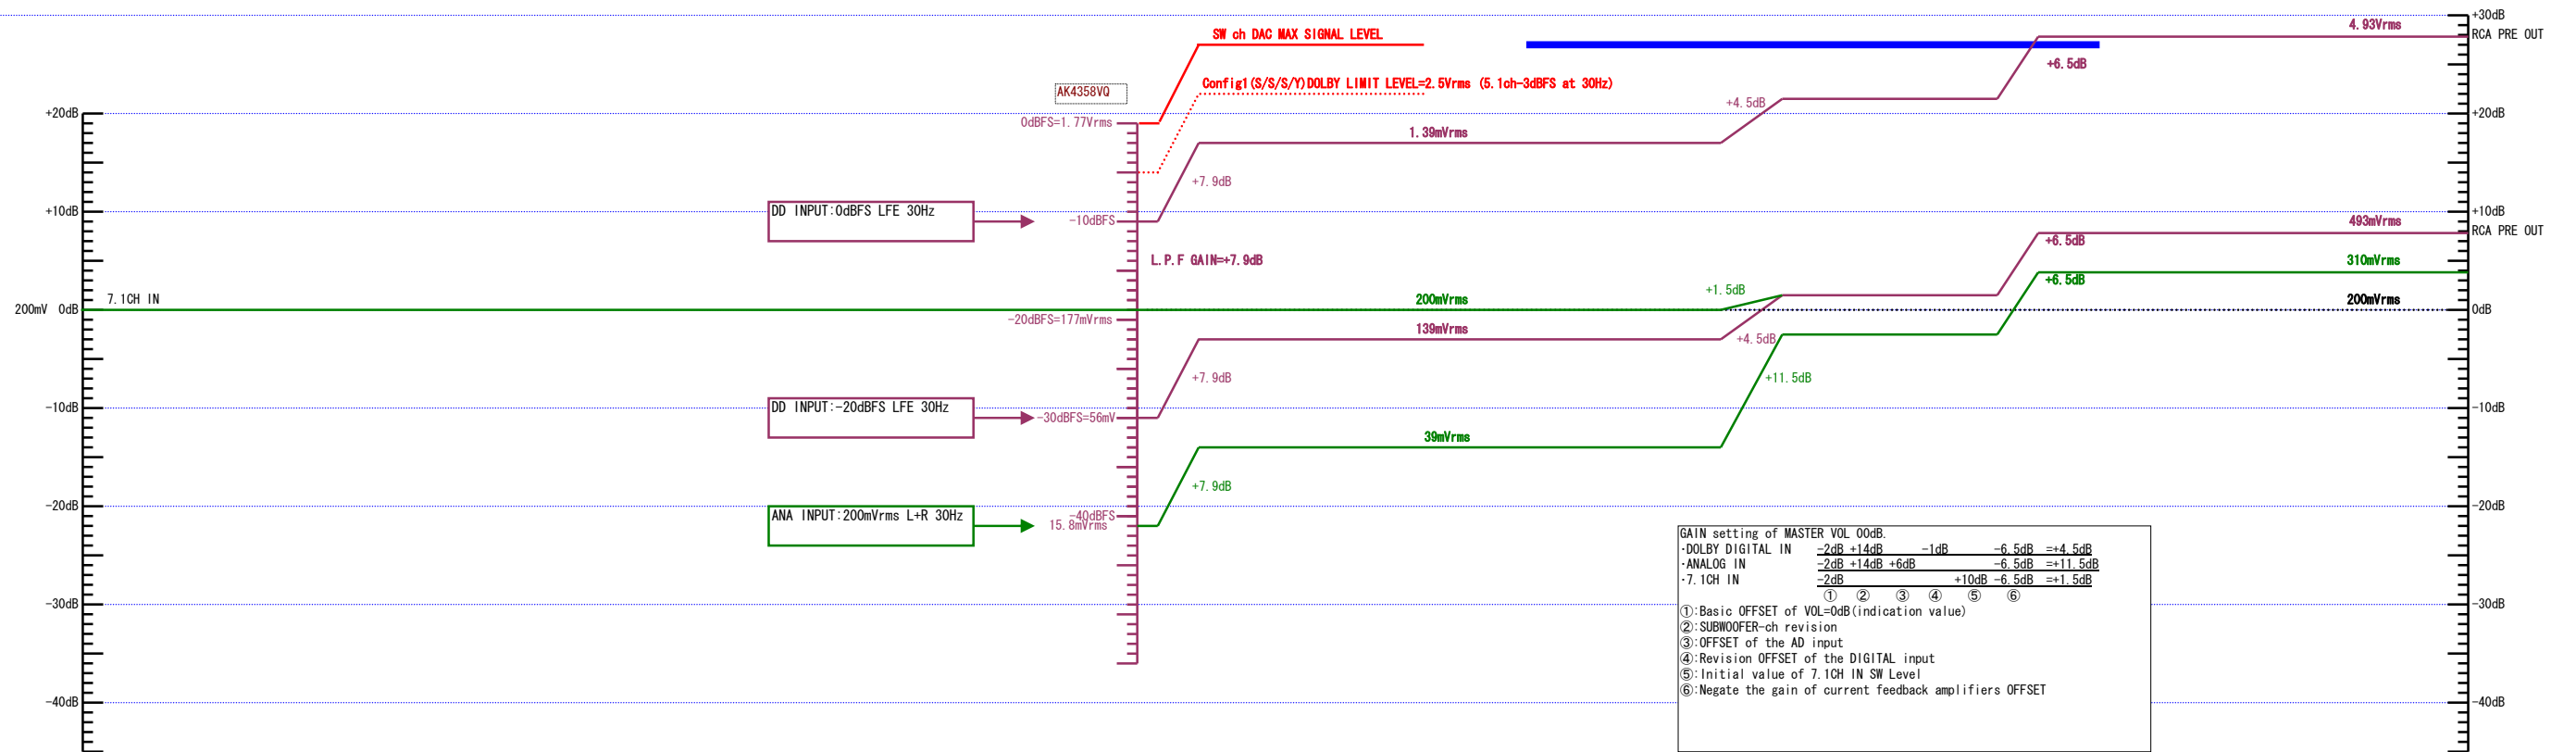 +30dB
4.93Vrms
RCA PRE OUT
SW ch DAC MAX SIGNAL LEVEL
+6.5dB
Config1(S/S/S/Y)DOLBY LIMIT LEVEL=2.5Vrms (5.1ch-3dBFS at 30Hz)
AK4358VQ
+4.5dB
+20dB
+20dB
0dBFS=1.77Vrms
1.39mVrms
+7.9dB
+10dB
DD INPUT:0dBFS LFE 30Hz
-10dBFS
+10dB
493mVrms
RCA PRE OUT
+6.5dB
L.P.F GAIN=+7.9dB
310mVrms
+6.5dB
+1.5dB
7.1CH IN
200mVrms
200mVrms
200mV 0dB
0dB
-20dBFS=177mVrms
139mVrms
+4.5dB
+7.9dB
+11.5dB
-10dB
DD INPUT:-20dBFS LFE 30Hz
-30dBFS=56mV
-10dB
39mVrms
+7.9dB
-20dB
ANA INPUT:200mVrms L+R 30Hz
-40dBFS
15.8mVrms
-20dB
GAIN setting of MASTER VOL 00dB.
·DOLBY DIGITAL IN -2dB +14dB -1dB -6.5dB =+4.5dB
·ANALOG IN -2dB +14dB +6dB -6.5dB =+11.5dB
·7.1CH IN -2dB +10dB -6.5dB =+1.5dB
① ② ③ ④ ⑤ ⑥
①:Basic OFFSET of VOL=0dB(indication value)
②:SUBWOOFER-ch revision
③:OFFSET of the AD input
④:Revision OFFSET of the DIGITAL input
⑤:Initial value of 7.1CH IN SW Level
⑥:Negate the gain of current feedback amplifiers OFFSET
-30dB
-30dB
-40dB
-40dB